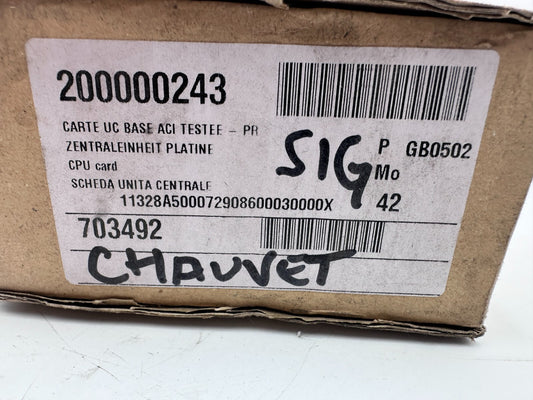 200000243
CARTE UC BASE ACI TESTEE - PR
ZENTRALEINHEIT PLATINE
CPU card
SCHEDA UNITA CENTRALE
11328A500072908600030000X
SIG
P GB0502
Mo
42
703492
CHAUVET